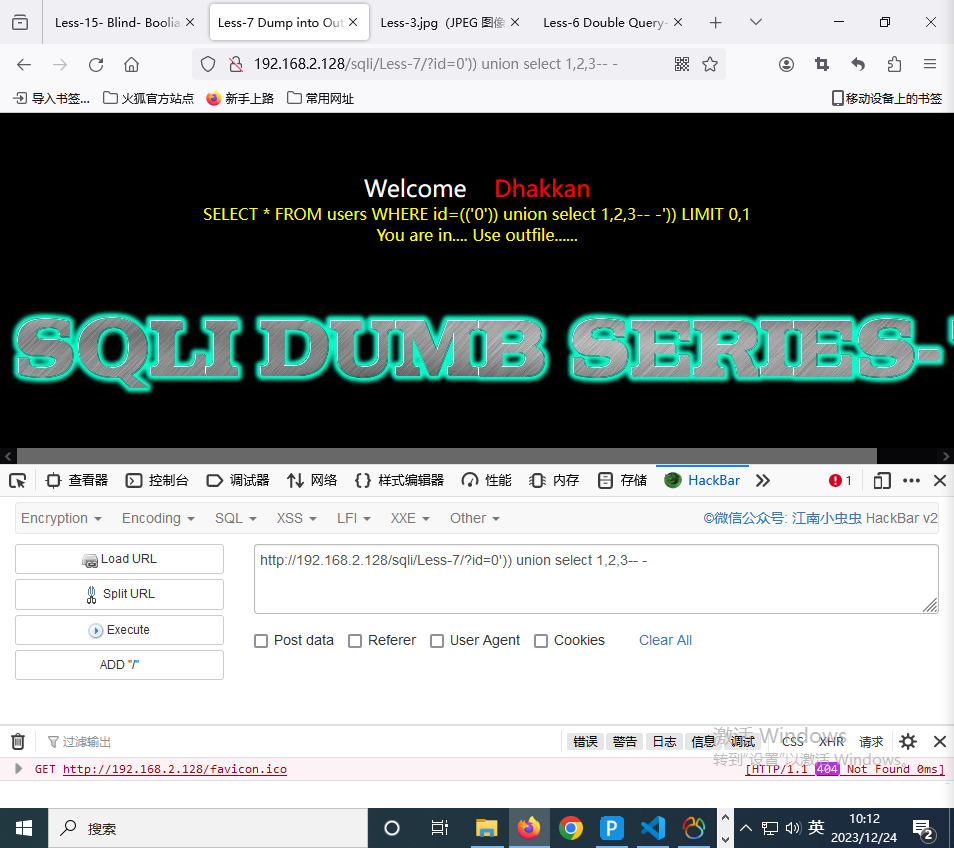 Less-15- Blind- Boolia
Less-7 Dump into Out
Less-3.jpg（JPEG 图像
Less-6 Double Query-
192.168.2.128/sqli/Less-7/?id=0')) union select 1,2,3-- -
导入书签... 火狐官方站点 新手上路 常用网址 移动设备上的书签
Welcome Dhakkan
SELECT * FROM users WHERE id=(('0')) union select 1,2,3-- -')) LIMIT 0,1
You are in.... Use outfile......
SQLI DUMB SERIES-
查看器 控制台 调试器 网络 样式编辑器 性能 内存 存储 HackBar 1
Encryption Encoding SQL XSS LFI XXE Other ©微信公众号: 江南小虫虫 HackBar v2
Load URL
http://192.168.2.128/sqli/Less-7/?id=0')) union select 1,2,3-- -
Split URL
Execute
Post data Referer User Agent Cookies Clear All
ADD "/"
过滤输出 错误 警告 日志 信息 调试 CSS XHR 请求
激活 Windows
转到"设置"以激活 Windows。
GET http://192.168.2.128/favicon.ico [HTTP/1.1 404 Not Found 0ms]
搜索
英
10:12
2023/12/24
2